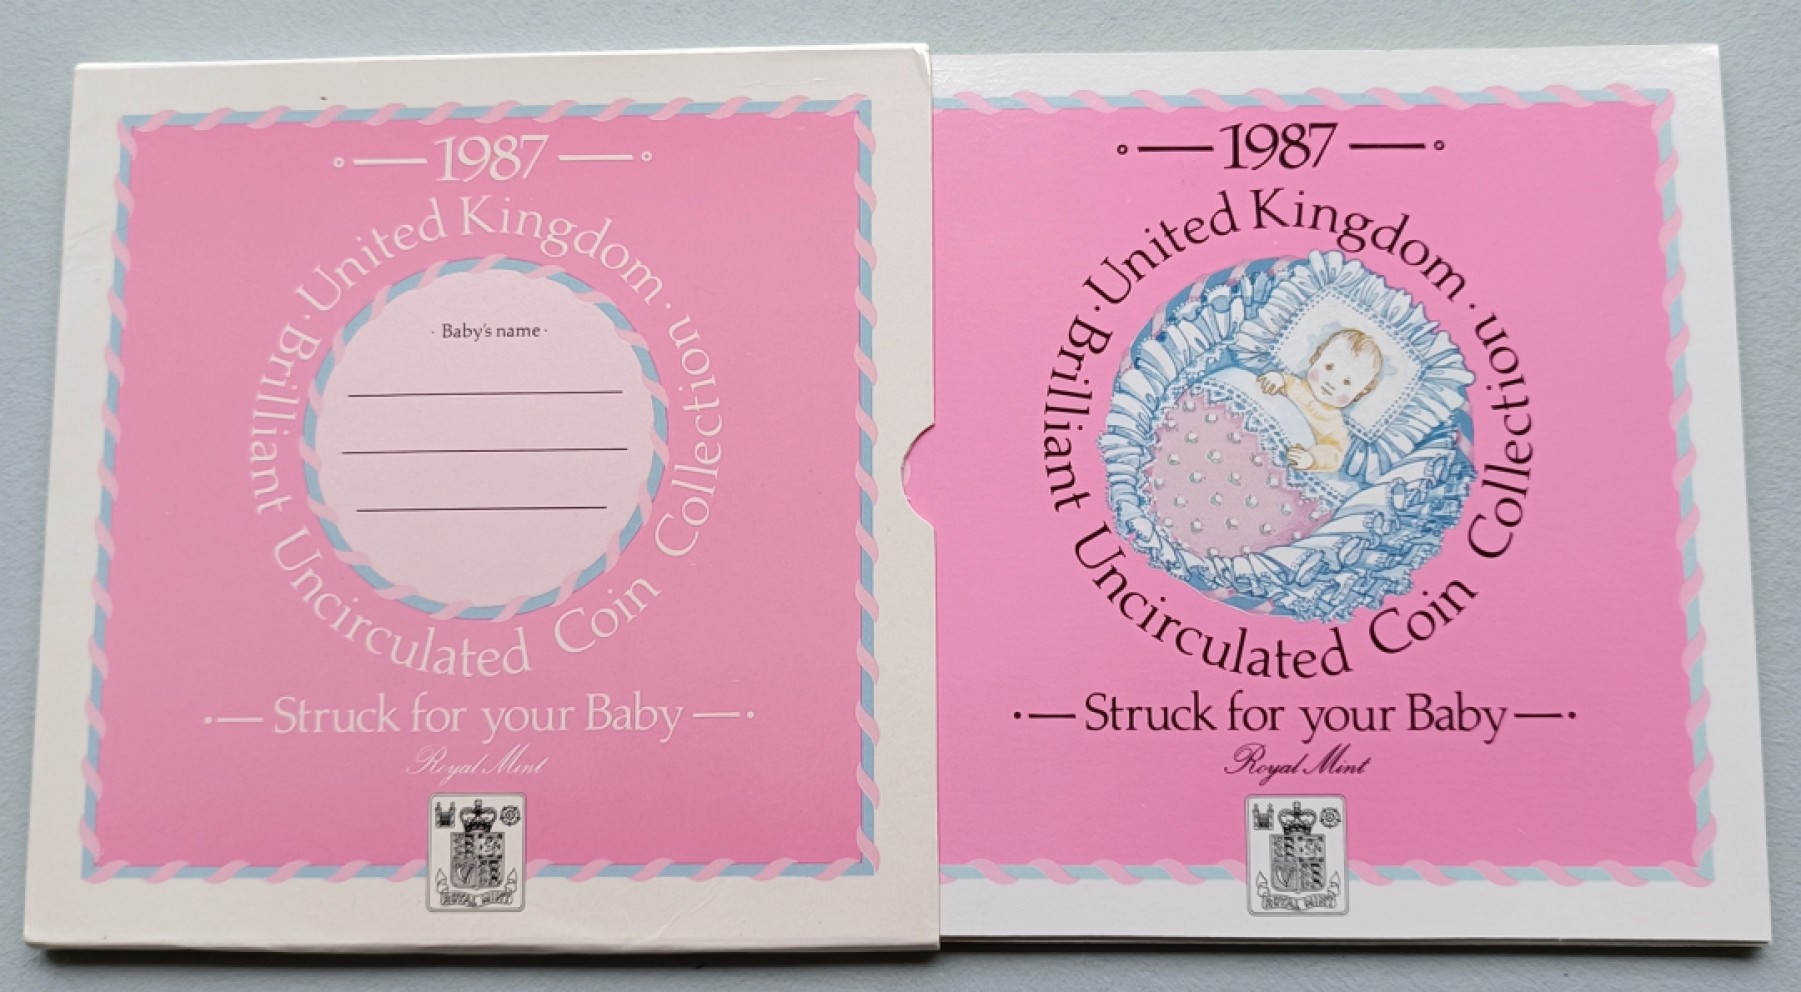 1987
· United Kingdom ·
Brilliant Uncirculated Coin Collection
· Baby's name ·
Struck for your Baby
Royal Mint
ROYAL MINT
1987
· United Kingdom ·
Brilliant Uncirculated Coin Collection
Struck for your Baby
Royal Mint
ROYAL MINT